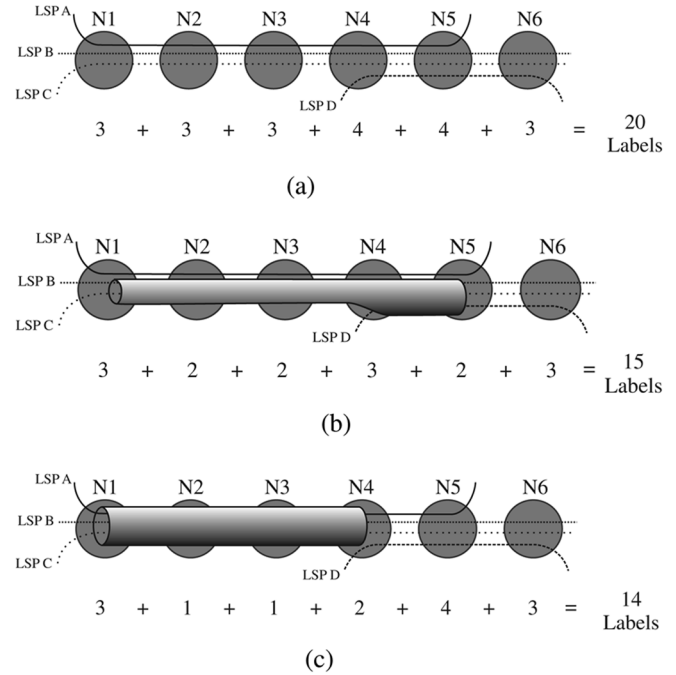 LSP A N1 N2 N3 N4 N5 N6
LSP B
LSP C
LSP D
3 + 3 + 3 + 4 + 4 + 3 = 20
Labels
(a)
LSP A N1 N2 N3 N4 N5 N6
LSP B
LSP C
LSP D
3 + 2 + 2 + 3 + 2 + 3 = 15
Labels
(b)
LSP A N1 N2 N3 N4 N5 N6
LSP B
LSP C
LSP D
3 + 1 + 1 + 2 + 4 + 3 = 14
Labels
(c)